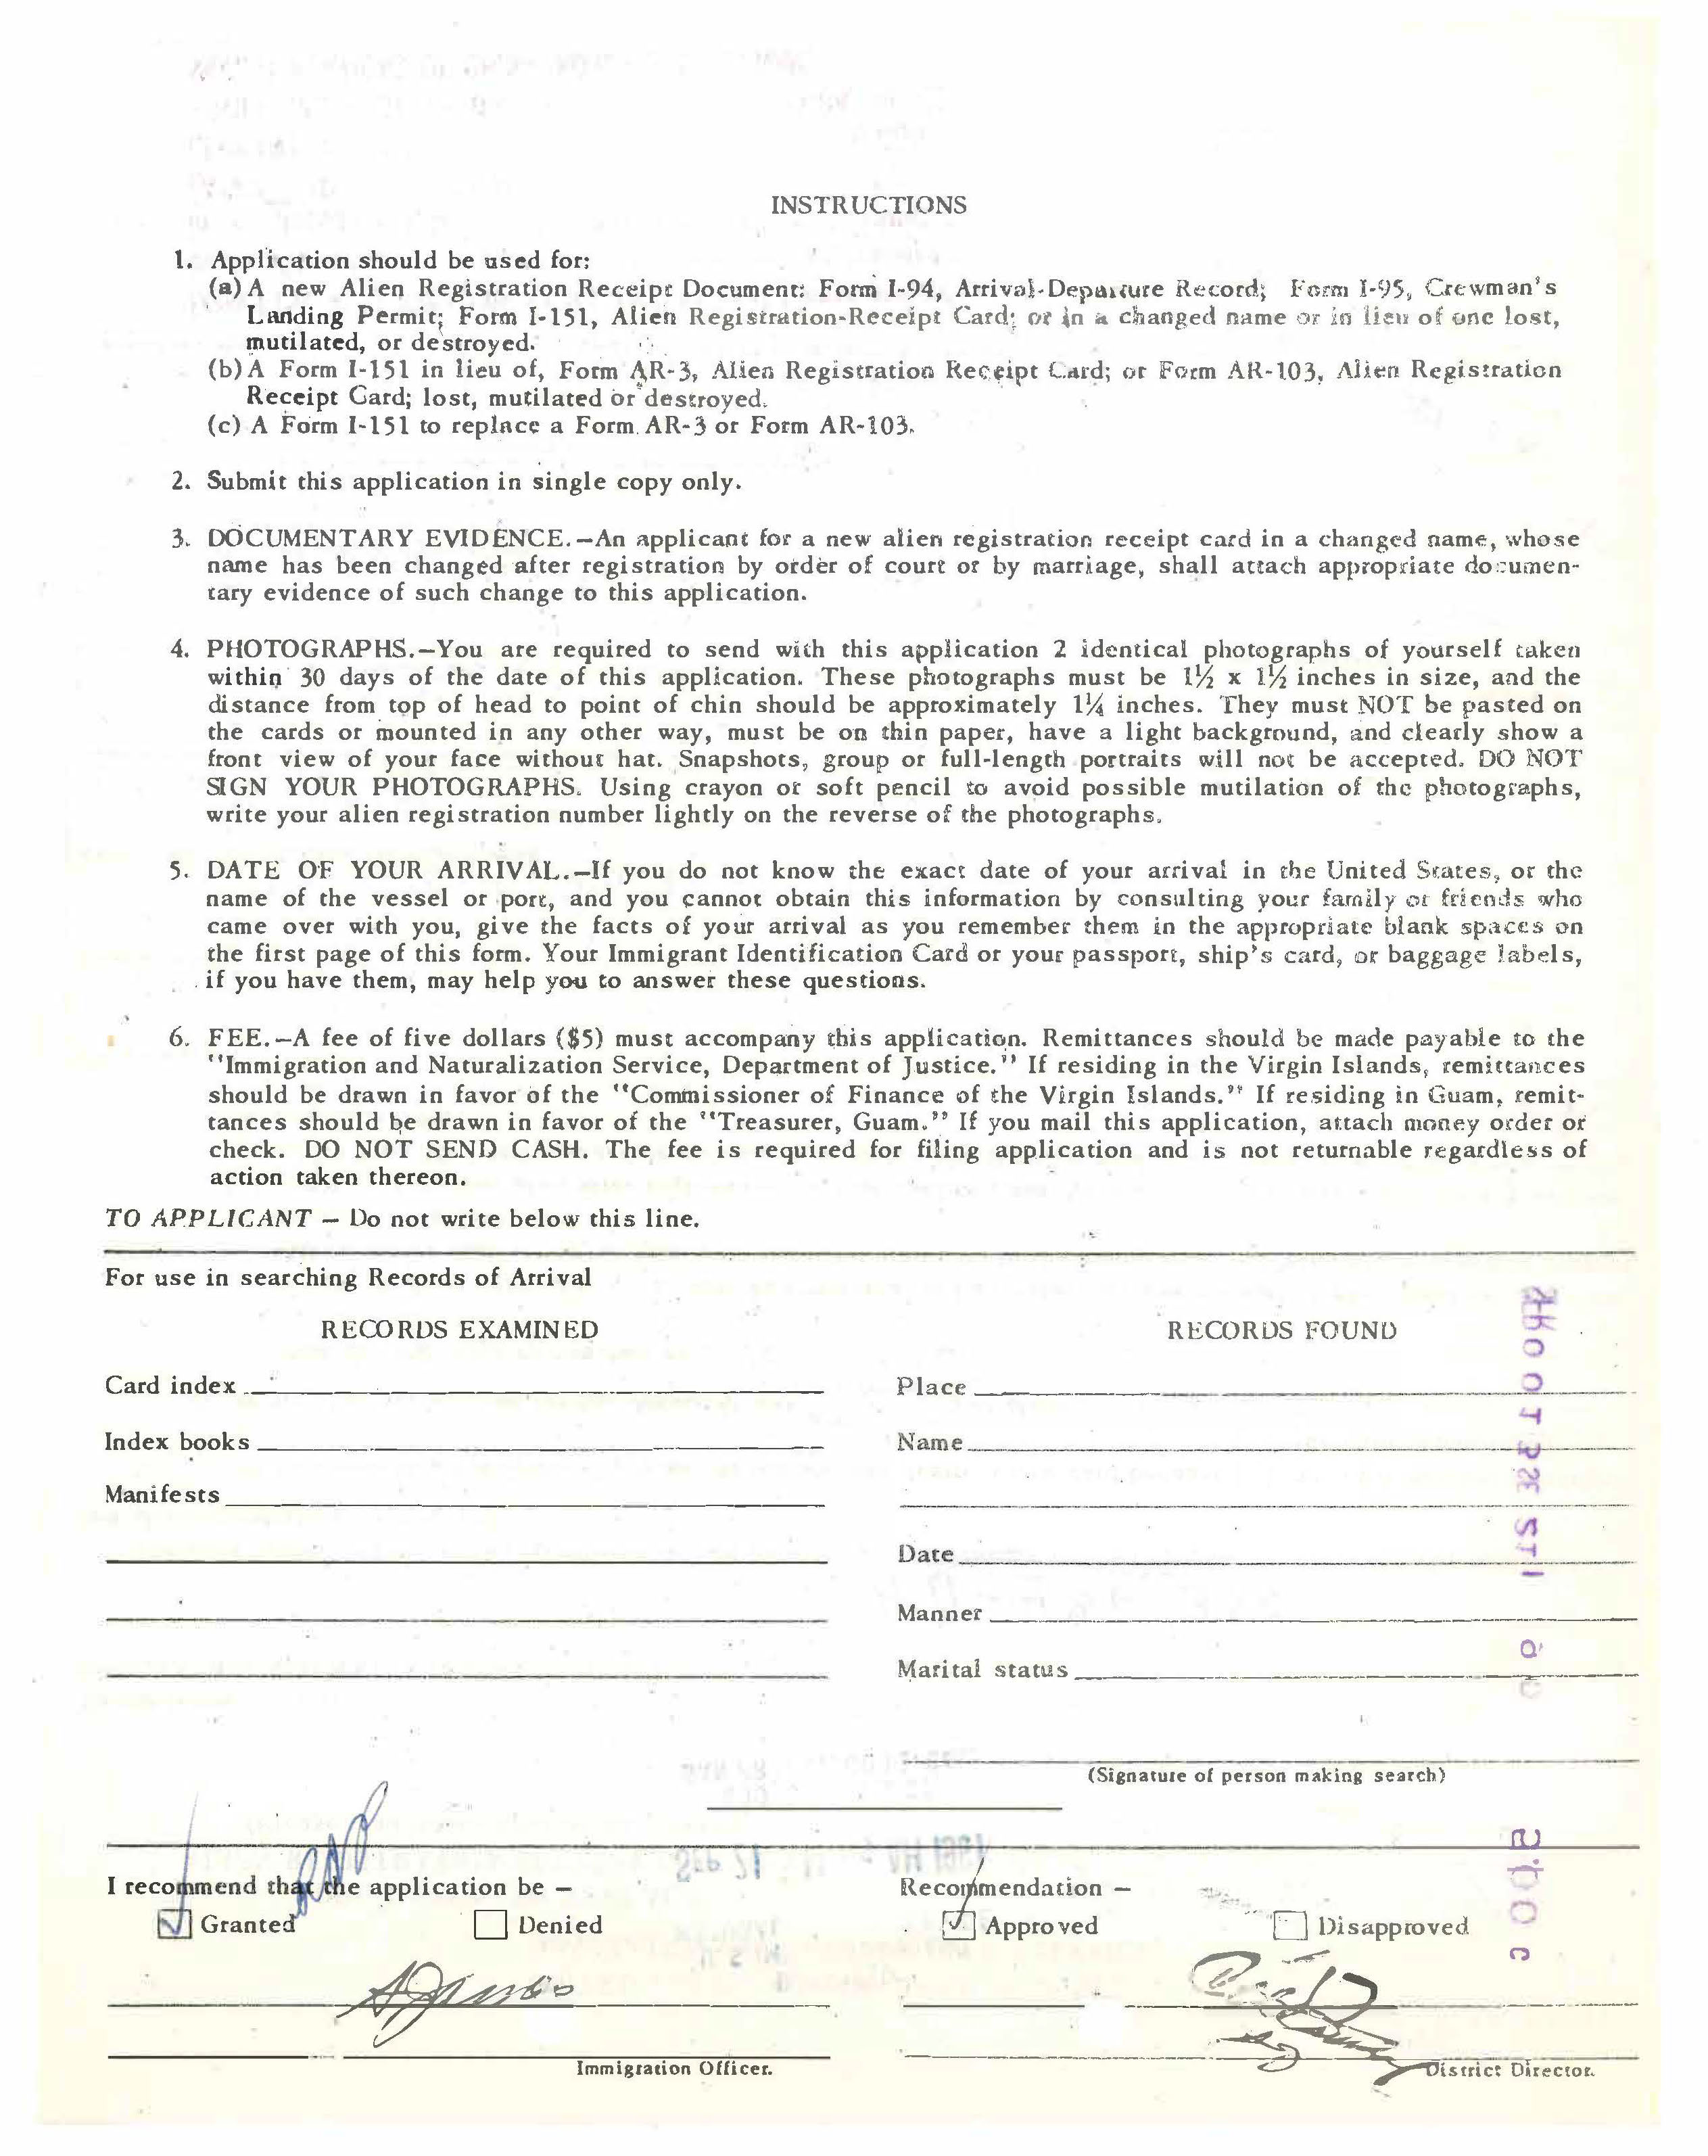 INSTRUCTIONS
1. Application should be used for:
(a) A new Alien Registration Receipt Document: Form I-94, Arrival-Departure Record; Form I-95, Crewman's
Landing Permit; Form I-151, Alien Registration-Receipt Card; or in a changed name or in lieu of one lost,
mutilated, or destroyed.
(b) A Form I-151 in lieu of, Form AR-3, Alien Registration Receipt Card; or Form AR-103, Alien Registration
Receipt Card; lost, mutilated or destroyed.
(c) A Form I-151 to replace a Form AR-3 or Form AR-103.
2. Submit this application in single copy only.
3. DOCUMENTARY EVIDENCE.—An applicant for a new alien registration receipt card in a changed name, whose
name has been changed after registration by order of court or by marriage, shall attach appropriate documen-
tary evidence of such change to this application.
4. PHOTOGRAPHS.—You are required to send with this application 2 identical photographs of yourself taken
within 30 days of the date of this application. These photographs must be 1½ x 1½ inches in size, and the
distance from top of head to point of chin should be approximately 1¼ inches. They must NOT be pasted on
the cards or mounted in any other way, must be on thin paper, have a light background, and clearly show a
front view of your face without hat. Snapshots, group or full-length portraits will not be accepted. DO NOT
SIGN YOUR PHOTOGRAPHS. Using crayon or soft pencil to avoid possible mutilation of the photographs,
write your alien registration number lightly on the reverse of the photographs.
5. DATE OF YOUR ARRIVAL.—If you do not know the exact date of your arrival in the United States, or the
name of the vessel or port, and you cannot obtain this information by consulting your family or friends who
came over with you, give the facts of your arrival as you remember them in the appropriate blank spaces on
the first page of this form. Your Immigrant Identification Card or your passport, ship's card, or baggage labels,
if you have them, may help you to answer these questions.
6. FEE.—A fee of five dollars ($5) must accompany this application. Remittances should be made payable to the
"Immigration and Naturalization Service, Department of Justice." If residing in the Virgin Islands, remittances
should be drawn in favor of the "Commissioner of Finance of the Virgin Islands." If residing in Guam, remit-
tances should be drawn in favor of the "Treasurer, Guam." If you mail this application, attach money order or
check. DO NOT SEND CASH. The fee is required for filing application and is not returnable regardless of
action taken thereon.
TO APPLICANT — Do not write below this line.
For use in searching Records of Arrival
RECORDS EXAMINED
RECORDS FOUND
Card index
Place
Index books
Name
Manifests
Date
Manner
Marital status
(Signature of person making search)
I recommend that the application be —
Recommendation —
Granted
Denied
Approved
Disapproved
Immigration Officer.
District Director.